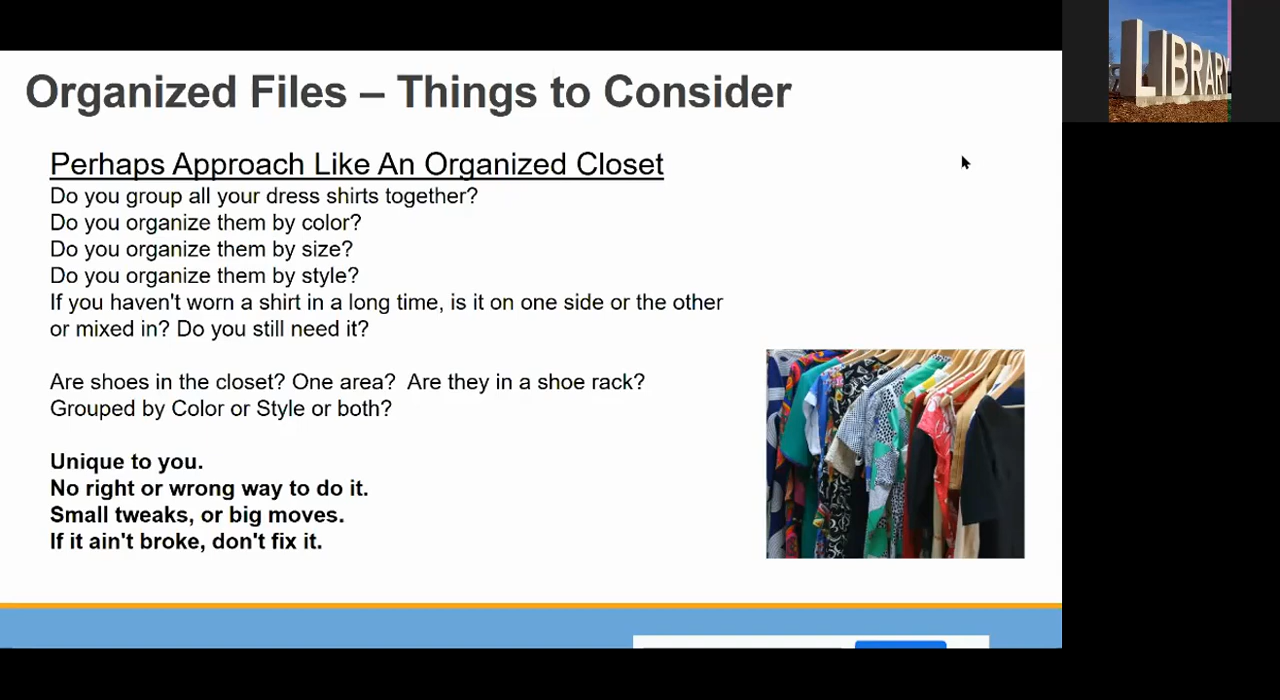 Organized Files – Things to Consider
Perhaps Approach Like An Organized Closet
Do you group all your dress shirts together?
Do you organize them by color?
Do you organize them by size?
Do you organize them by style?
If you haven't worn a shirt in a long time, is it on one side or the other
or mixed in? Do you still need it?
Are shoes in the closet? One area?  Are they in a shoe rack?
Grouped by Color or Style or both?
Unique to you.
No right or wrong way to do it.
Small tweaks, or big moves.
If it ain't broke, don't fix it.
LIBRARY